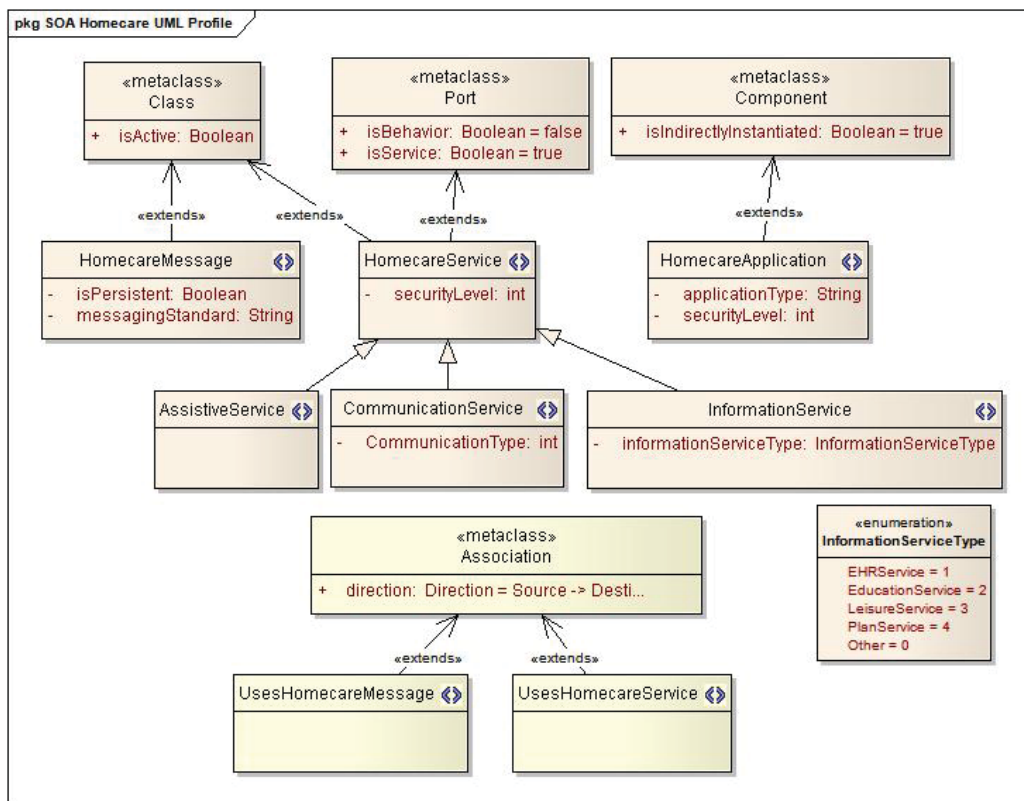 pkg SOA Homecare UML Profile
«metaclass»
Class
+ isActive: Boolean
«metaclass»
Port
+ isBehavior: Boolean = false
+ isService: Boolean = true
«metaclass»
Component
+ isIndirectlyInstantiated: Boolean = true
«extends»
«extends»
«extends»
«extends»
HomecareMessage
- isPersistent: Boolean
- messagingStandard: String
HomecareService
- securityLevel: int
HomecareApplication
- applicationType: String
- securityLevel: int
AssistiveService
CommunicationService
- CommunicationType: int
InformationService
- informationServiceType: InformationServiceType
«metaclass»
Association
+ direction: Direction = Source -> Desti...
«enumeration»
InformationServiceType
EHRService = 1
EducationService = 2
LeisureService = 3
PlanService = 4
Other = 0
«extends»
«extends»
UsesHomecareMessage
UsesHomecareService